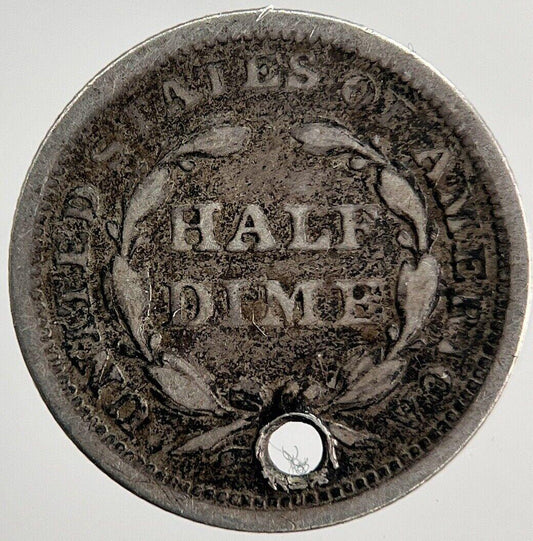 UNITED STATES OF AMERICA
HALF
DIME